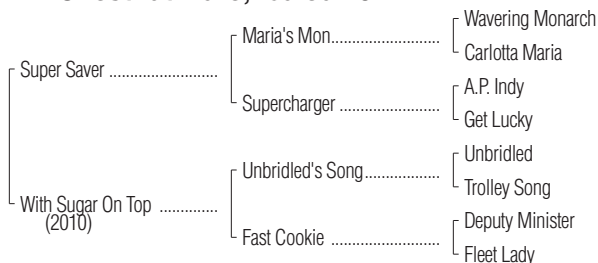 Wavering Monarch
Maria's Mon
Carlotta Maria
Super Saver
A.P. Indy
Supercharger
Get Lucky
Unbridled
Unbridled's Song
Trolley Song
With Sugar On Top
(2010)
Deputy Minister
Fast Cookie
Fleet Lady